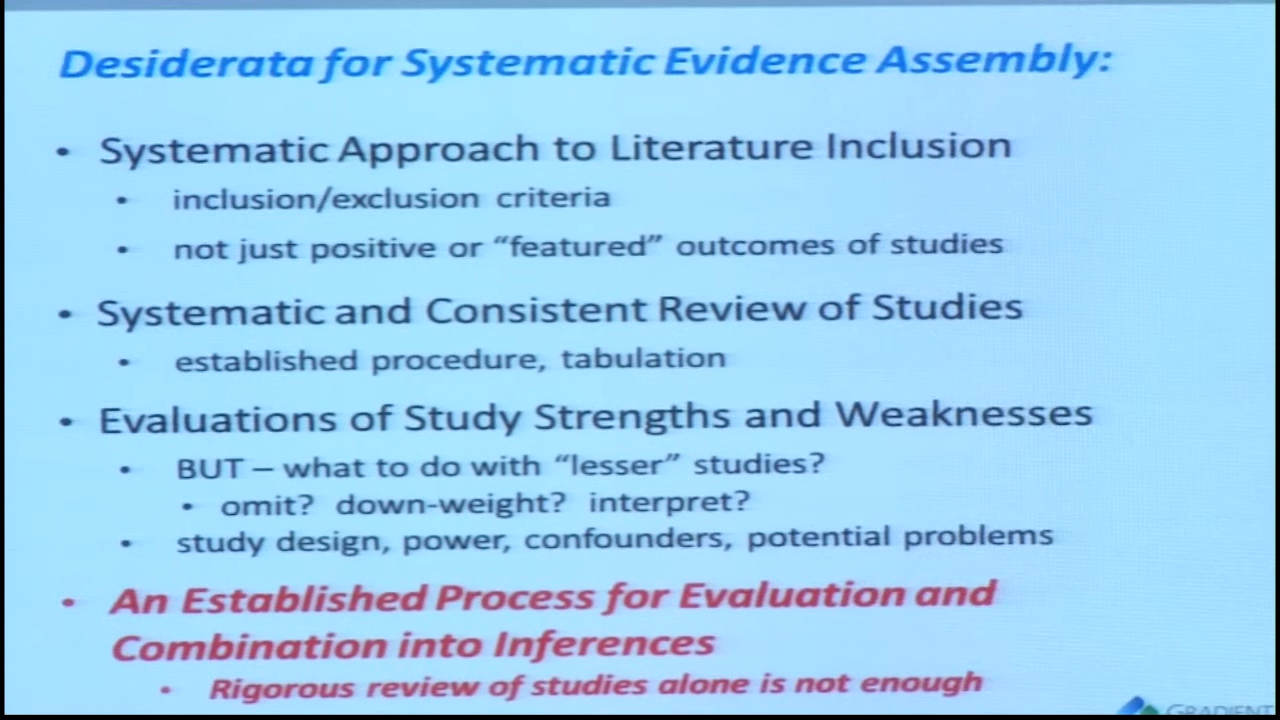 Desiderata for Systematic Evidence Assembly:
• Systematic Approach to Literature Inclusion
• inclusion/exclusion criteria
• not just positive or “featured” outcomes of studies
• Systematic and Consistent Review of Studies
• established procedure, tabulation
• Evaluations of Study Strengths and Weaknesses
• BUT – what to do with “lesser” studies?
• omit? down-weight? interpret?
• study design, power, confounders, potential problems
• An Established Process for Evaluation and
Combination into Inferences
• Rigorous review of studies alone is not enough
GRADIENT